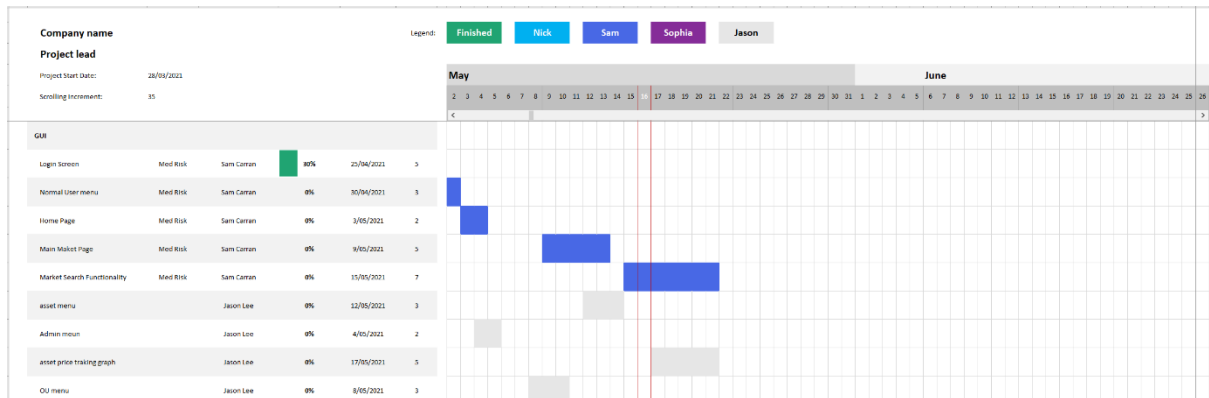 Company name
Legend: Finished Nick Sam Sophia Jason
Project lead
Project Start Date: 28/03/2021
May June
Scrolling Increment: 35
2 3 4 5 6 7 8 9 10 11 12 13 14 15 16 17 18 19 20 21 22 23 24 25 26 27 28 29 30 31 1 2 3 4 5 6 7 8 9 10 11 12 13 14 15 16 17 18 19 20 21 22 23 24 25 26
GUI
Login Screen Med Risk Sam Carran 30% 25/04/2021 5
Normal User menu Med Risk Sam Carran 0% 30/04/2021 3
Home Page Med Risk Sam Carran 0% 3/05/2021 2
Main Maket Page Med Risk Sam Carran 0% 9/05/2021 5
Market Search Functionality Med Risk Sam Carran 0% 15/05/2021 7
asset menu Jason Lee 0% 12/05/2021 3
Admin meun Jason Lee 0% 4/05/2021 2
asset price traking graph Jason Lee 0% 17/05/2021 5
OU menu Jason Lee 0% 8/05/2021 3